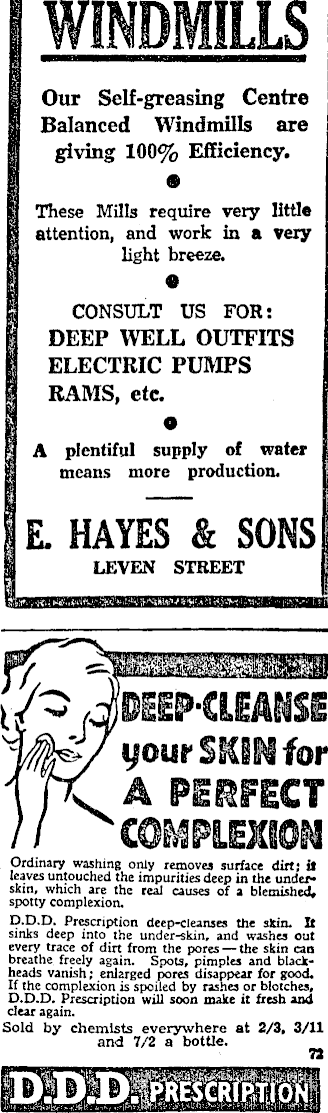 WINDMILLS
Our Self-greasing Centre
Balanced Windmills are
giving 100% Efficiency.
These Mills require very little
attention, and work in a very
light breeze.
CONSULT US FOR:
DEEP WELL OUTFITS
ELECTRIC PUMPS
RAMS, etc.
A plentiful supply of water
means more production.
E. HAYES & SONS
LEVEN STREET
DEEP-CLEANSE
your SKIN for
A PERFECT
COMPLEXION
Ordinary washing only removes surface dirt; it
leaves untouched the impurities deep in the under-
skin, which are the real causes of a blemished,
spotty complexion.
D.D.D. Prescription deep-cleanses the skin. It
sinks deep into the under-skin, and washes out
every trace of dirt from the pores — the skin can
breathe freely again. Spots, pimples and black-
heads vanish; enlarged pores disappear for good.
If the complexion is spoiled by rashes or blotches,
D.D.D. Prescription will soon make it fresh and
clear again.
Sold by chemists everywhere at 2/3, 3/11
and 7/2 a bottle.
72
D.D.D. PRESCRIPTION